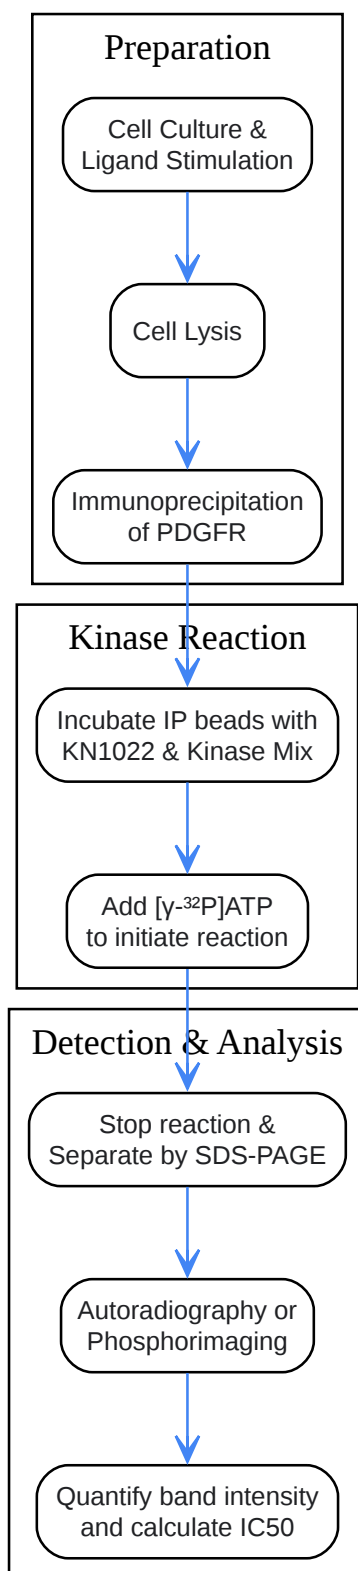 Preparation
Cell Culture &
Ligand Stimulation
Cell Lysis
Immunoprecipitation
of PDGFR
Kinase Reaction
Incubate IP beads with
KN1022 & Kinase Mix
Add [γ-³²P]ATP
to initiate reaction
Detection & Analysis
Stop reaction &
Separate by SDS-PAGE
Autoradiography or
Phosphorimaging
Quantify band intensity
and calculate IC50